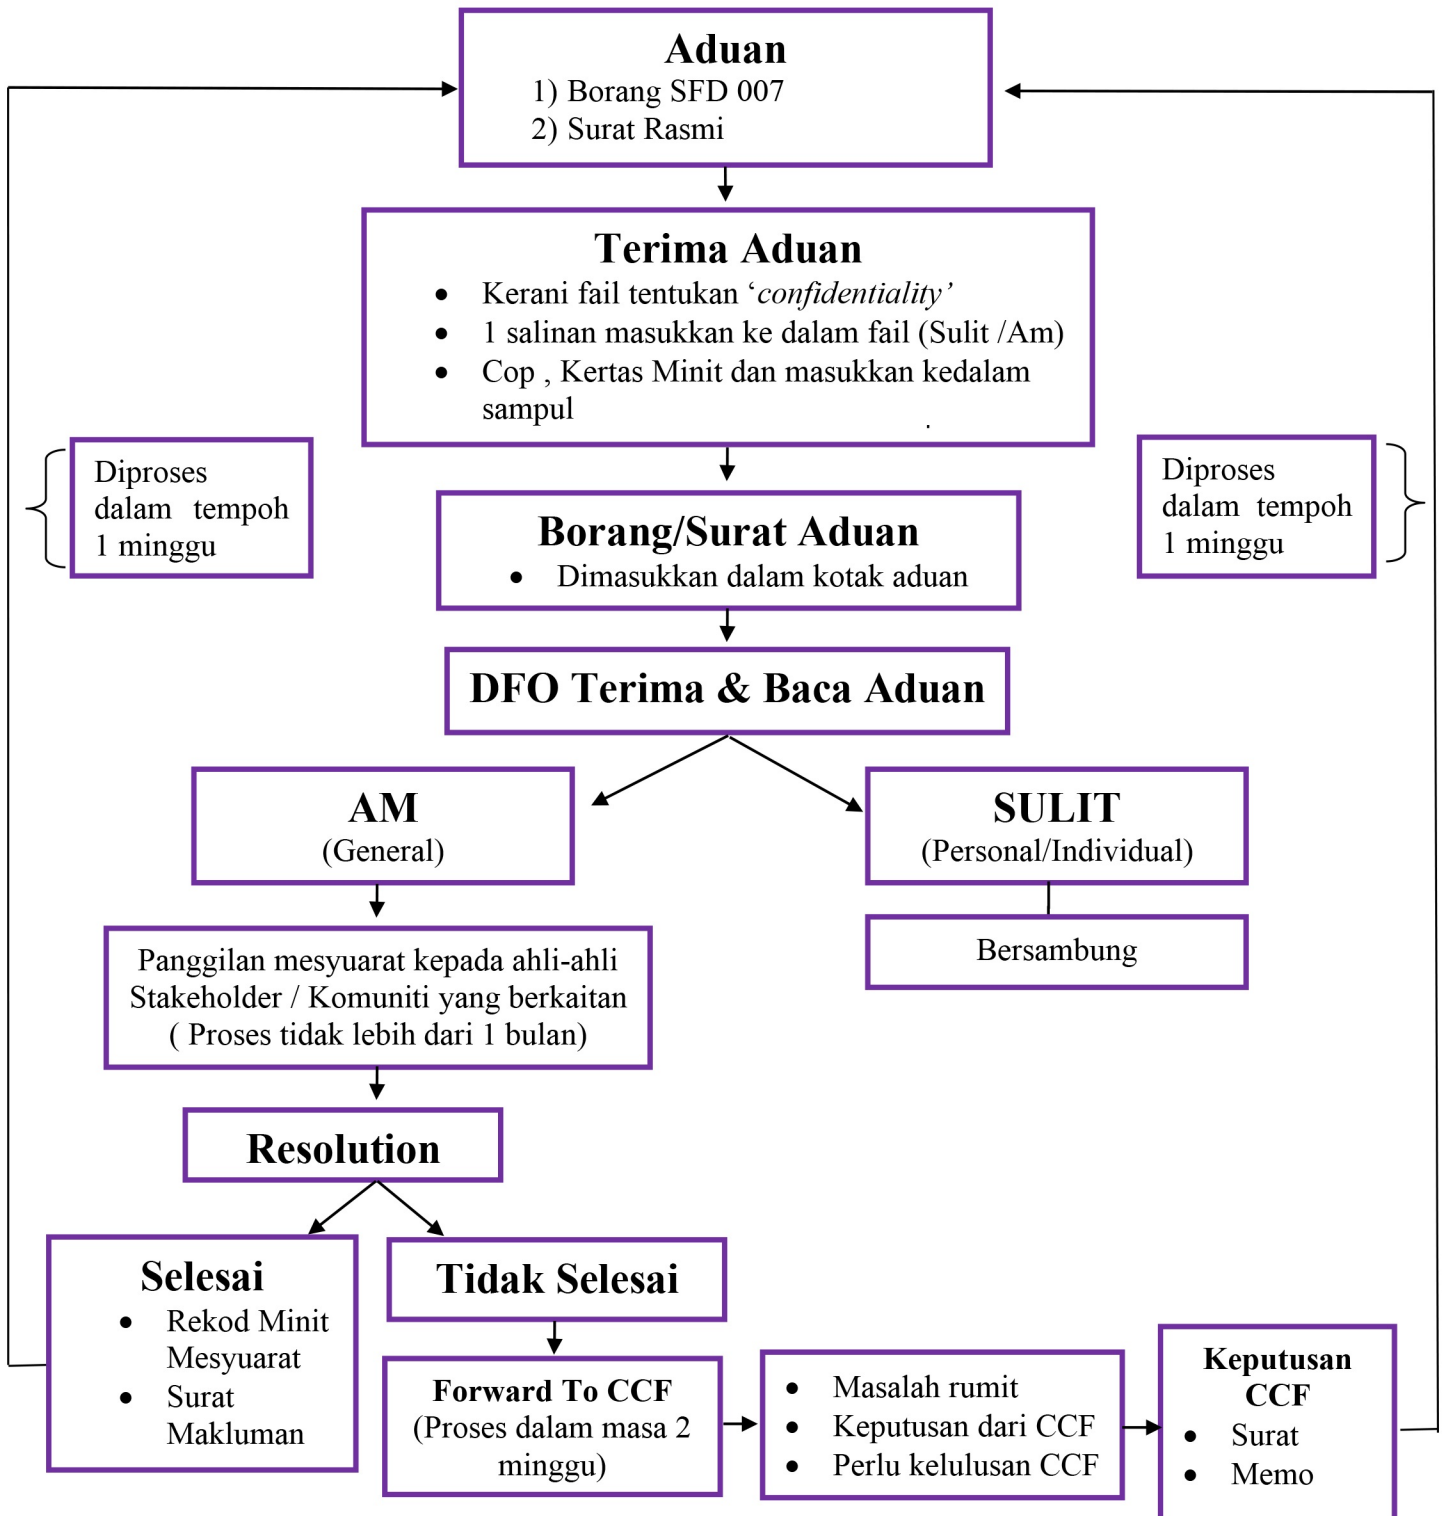 Aduan
1) Borang SFD 007
2) Surat Rasmi
Terima Aduan
• Kerani fail tentukan ‘confidentiality’
• 1 salinan masukkan ke dalam fail (Sulit /Am)
• Cop , Kertas Minit dan masukkan kedalam
sampul
.
Diproses
dalam tempoh
1 minggu
Diproses
dalam tempoh
1 minggu
Borang/Surat Aduan
• Dimasukkan dalam kotak aduan
DFO Terima & Baca Aduan
AM
(General)
SULIT
(Personal/Individual)
Panggilan mesyuarat kepada ahli-ahli
Stakeholder / Komuniti yang berkaitan
( Proses tidak lebih dari 1 bulan)
Bersambung
Resolution
Selesai
• Rekod Minit
Mesyuarat
• Surat
Makluman
Tidak Selesai
Forward To CCF
(Proses dalam masa 2
minggu)
• Masalah rumit
• Keputusan dari CCF
• Perlu kelulusan CCF
Keputusan
CCF
• Surat
• Memo